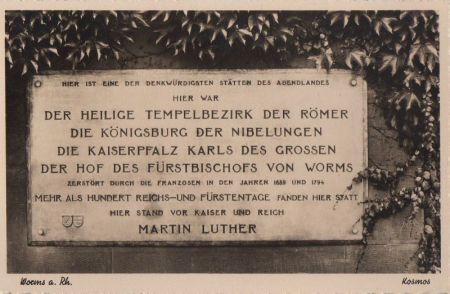 HIER IST EINE DER DENKWÜRDIGSTEN STÄTTEN DES ABENDLANDES
HIER WAR
DER HEILIGE TEMPELBEZIRK DER RÖMER
DIE KÖNIGSBURG DER NIBELUNGEN
DIE KAISERPFALZ KARLS DES GROSSEN
DER HOF DES FÜRSTBISCHOFS VON WORMS
ZERSTÖRT DURCH DIE FRANZOSEN IN DEN JAHREN 1689 UND 1794
MEHR ALS HUNDERT REICHS-UND FÜRSTENTAGE FANDEN HIER STATT
HIER STAND VOR KAISER UND REICH
MARTIN LUTHER
Worms a. Rh.
Kosmos